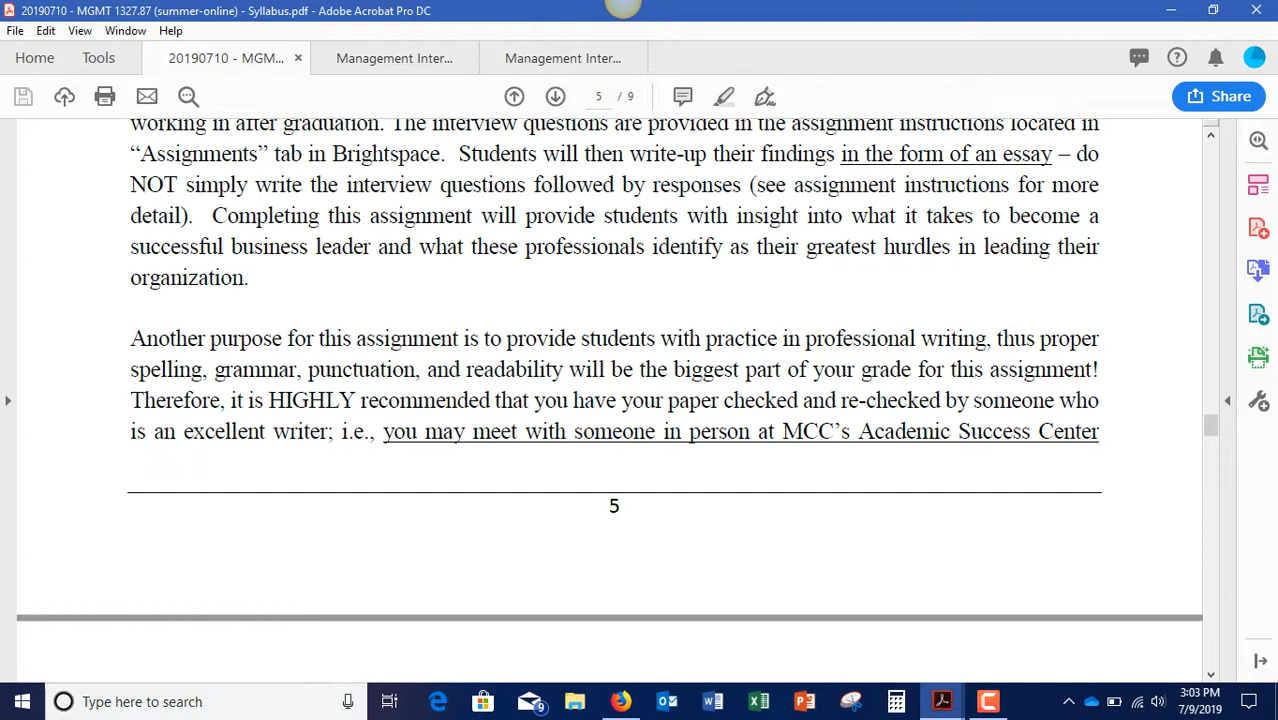 20190710 - MGMT 1327.87 (summer-online) - Syllabus.pdf - Adobe Acrobat Pro DC
File Edit View Window Help
Home Tools 20190710 - MGM... × Management Inter... Management Inter...
5 / 9 Share
working in after graduation. The interview questions are provided in the assignment instructions located in
“Assignments” tab in Brightspace. Students will then write-up their findings in the form of an essay – do
NOT simply write the interview questions followed by responses (see assignment instructions for more
detail). Completing this assignment will provide students with insight into what it takes to become a
successful business leader and what these professionals identify as their greatest hurdles in leading their
organization.
Another purpose for this assignment is to provide students with practice in professional writing, thus proper
spelling, grammar, punctuation, and readability will be the biggest part of your grade for this assignment!
Therefore, it is HIGHLY recommended that you have your paper checked and re-checked by someone who
is an excellent writer; i.e., you may meet with someone in person at MCC’s Academic Success Center
5
Type here to search
9
3:03 PM
7/9/2019